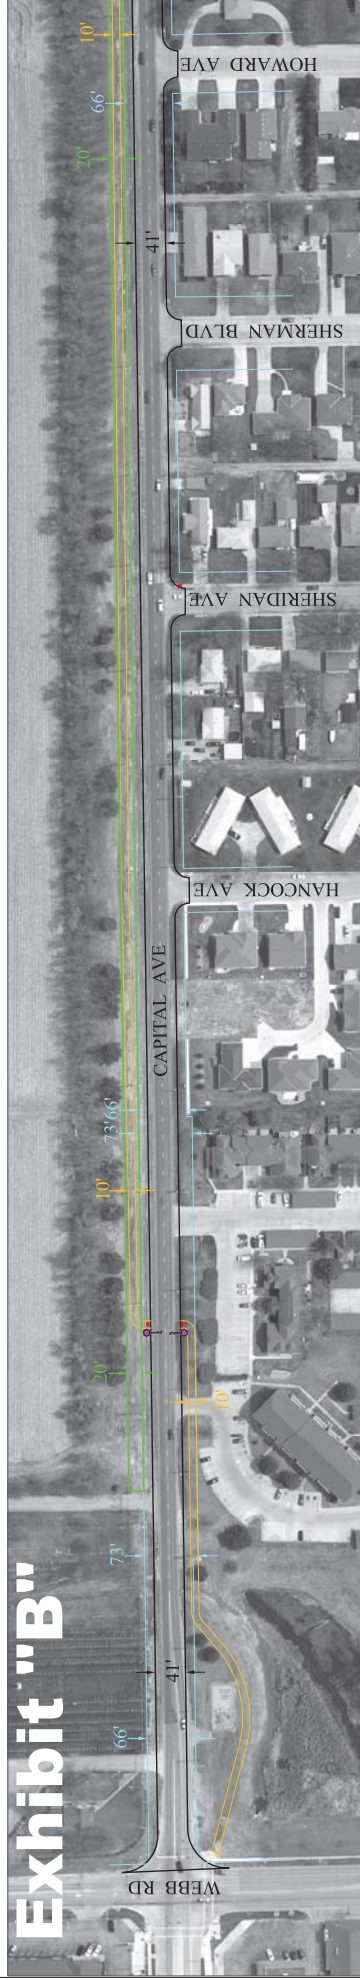 10'
HOWARD AVE
66'
20'
41'
SHERMAN BLVD
SHERIDAN AVE
HANCOCK AVE
CAPITAL AVE
73'66'
10'
20'
10'
73'
41'
66'
WEBB RD
Exhibit "B"